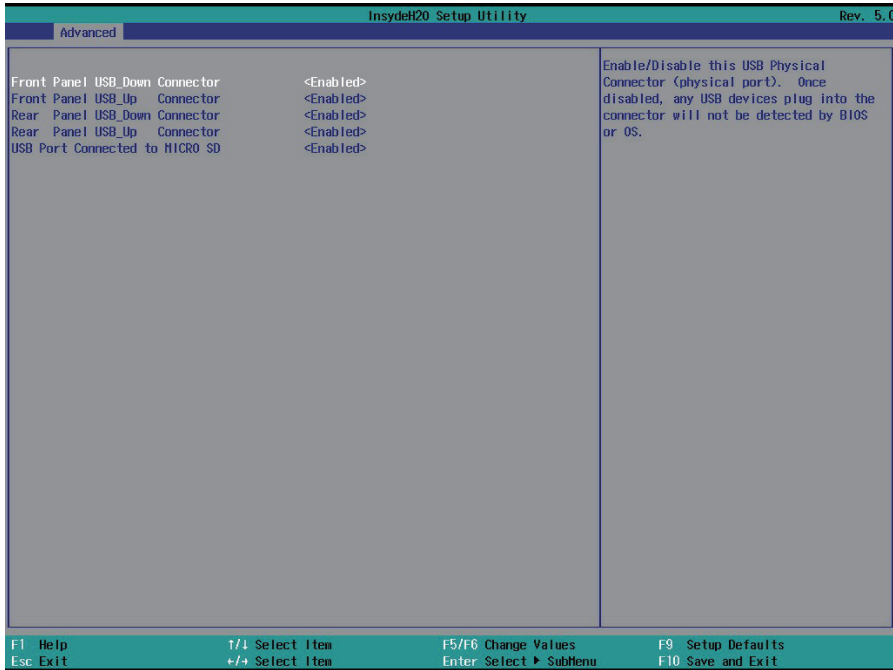 InsydeH2O Setup Utility Rev. 5.0
Advanced
Front Panel USB_Down Connector <Enabled>
Front Panel USB_Up Connector <Enabled>
Rear Panel USB_Down Connector <Enabled>
Rear Panel USB_Up Connector <Enabled>
USB Port Connected to MICRO SD <Enabled>
Enable/Disable this USB Physical
Connector (physical port). Once
disabled, any USB devices plug into the
connector will not be detected by BIOS
or OS.
F1 Help ↑/↓ Select Item F5/F6 Change Values F9 Setup Defaults
Esc Exit ←/→ Select Item Enter Select ▶ SubMenu F10 Save and Exit